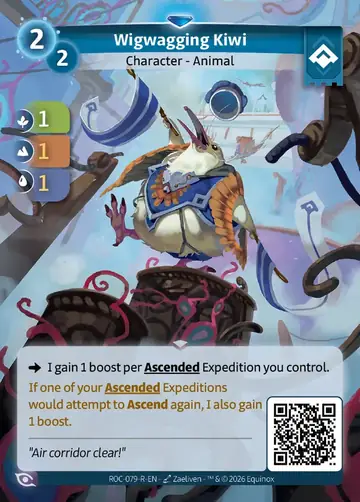 2
2
Wigwagging Kiwi
Character - Animal
1
1
1
I gain 1 boost per Ascended Expedition you control.
If one of your Ascended Expeditions
would attempt to Ascend again, I also gain
1 boost.
"Air corridor clear!"
ROC-079-R-EN - Zaeliven - ™ & © 2026 Equinox